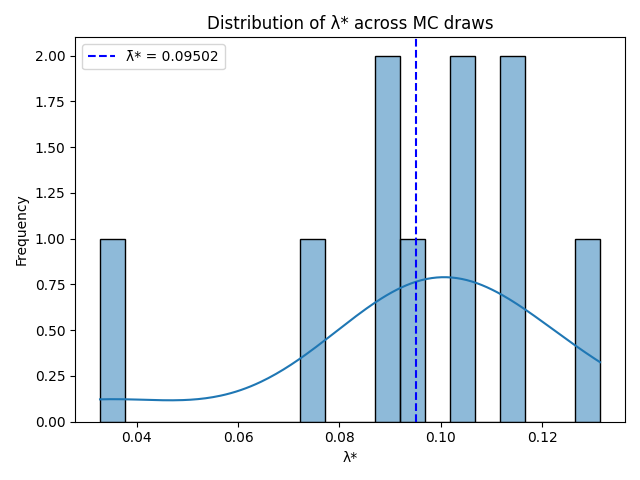 Distribution of λ* across MC draws
λ̄* = 0.09502
2.00
1.75
1.50
1.25
1.00
0.75
0.50
0.25
0.00
Frequency
0.04 0.06 0.08 0.10 0.12
λ*